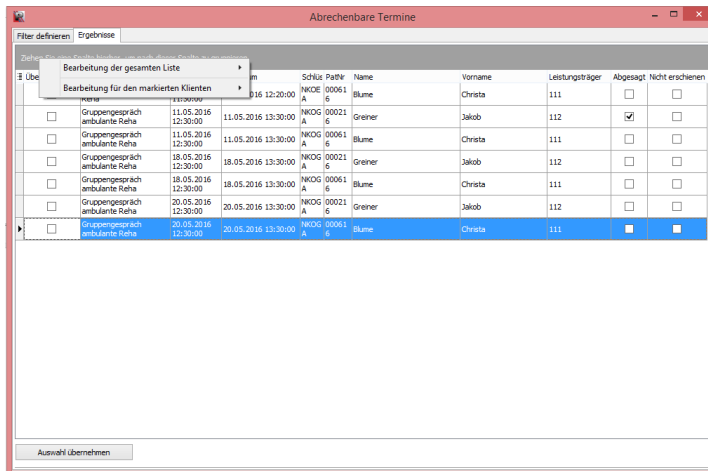 Abrechenbare Termine
Filter definieren Ergebnisse
Bearbeitung der gesamten Liste
Bearbeitung für den markierten Klienten
Schlüs PatNr Name Vorname Leistungsträger Abgesagt Nicht erschienen
Reha 11:30:00 016 12:20:00 NKOE A 00061 6 Blume Christa 111
Gruppengespräch ambulante Reha 11.05.2016 12:30:00 11.05.2016 13:30:00 NKOG A 00021 6 Greiner Jakob 112
Gruppengespräch ambulante Reha 11.05.2016 12:30:00 11.05.2016 13:30:00 NKOG A 00061 6 Blume Christa 111
Gruppengespräch ambulante Reha 18.05.2016 12:30:00 18.05.2016 13:30:00 NKOG A 00021 6 Greiner Jakob 112
Gruppengespräch ambulante Reha 18.05.2016 12:30:00 18.05.2016 13:30:00 NKOG A 00061 6 Blume Christa 111
Gruppengespräch ambulante Reha 20.05.2016 12:30:00 20.05.2016 13:30:00 NKOG A 00021 6 Greiner Jakob 112
Gruppengespräch ambulante Reha 20.05.2016 12:30:00 20.05.2016 13:30:00 NKOG A 00061 6 Blume Christa 111
Auswahl übernehmen